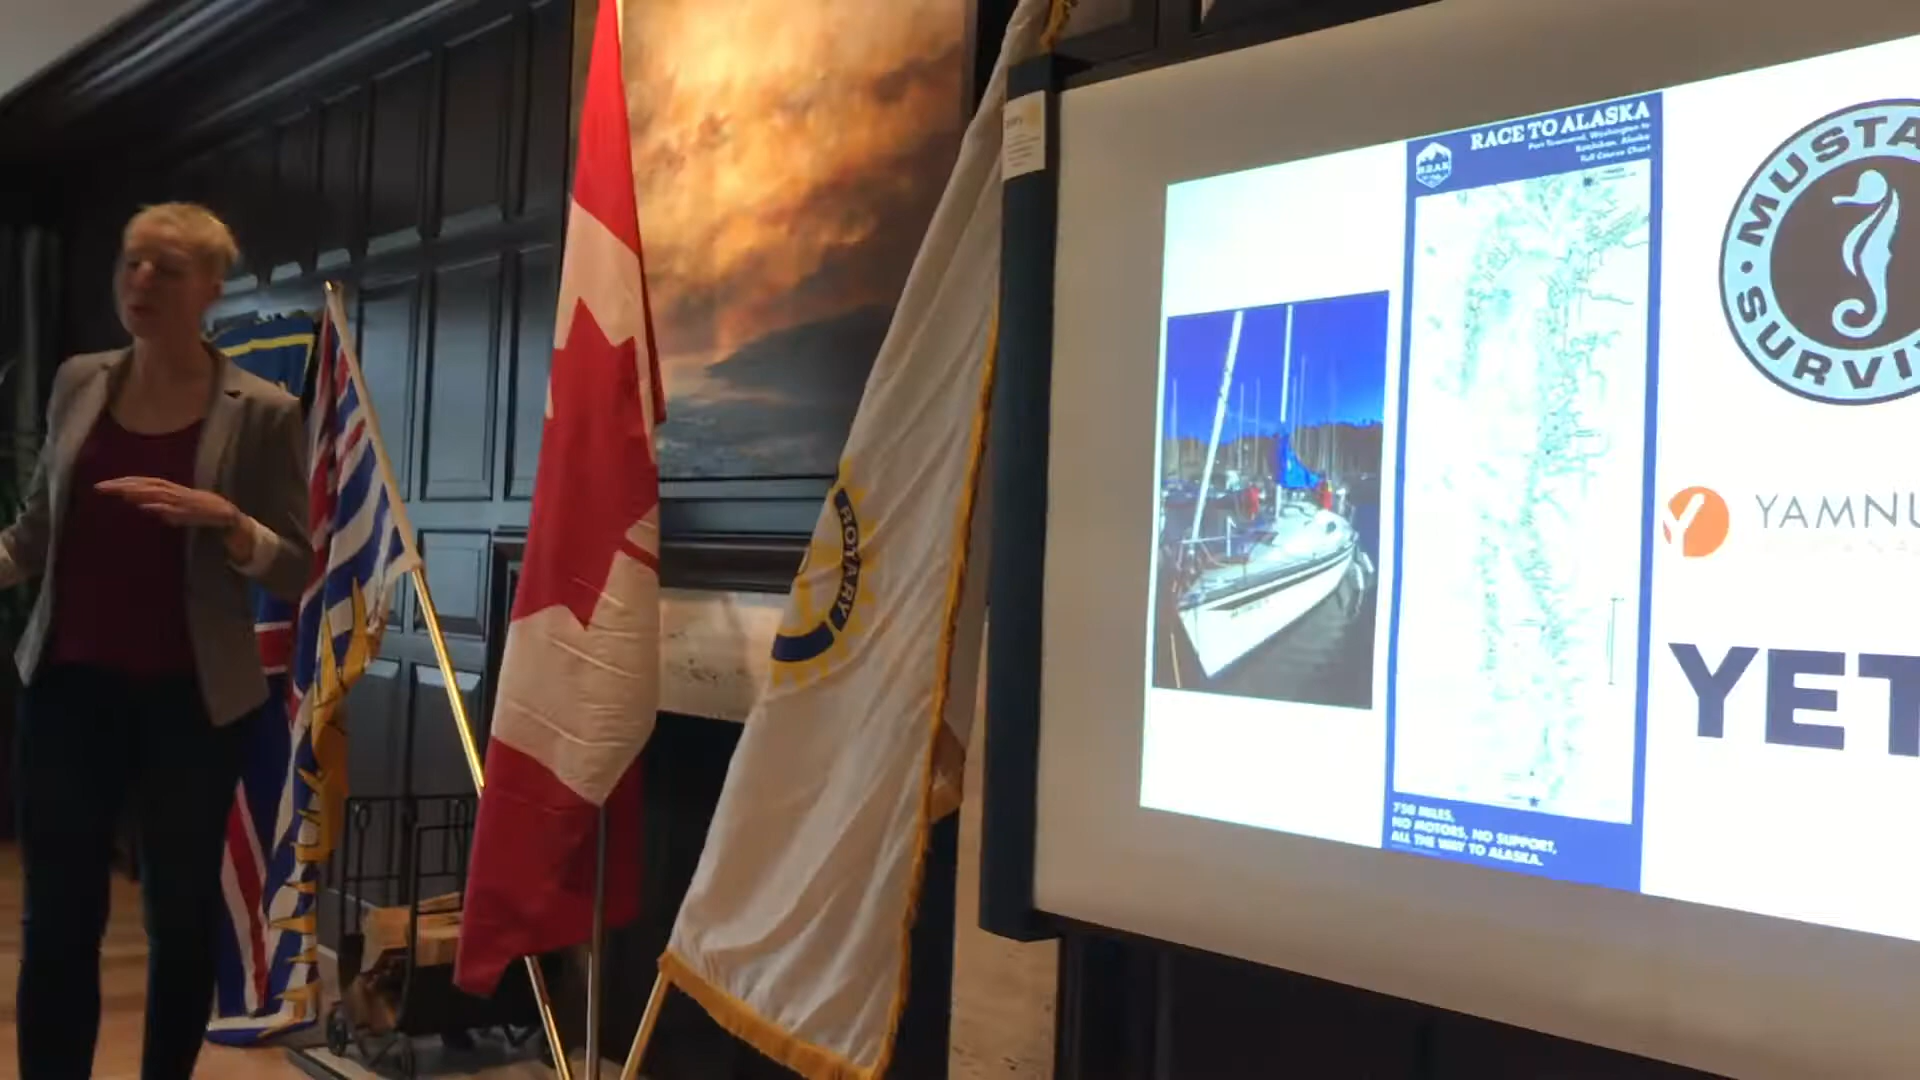 RACE TO ALASKA
Port Townsend, Washington to
Ketchikan, Alaska
Full Course Chart
MUSTA
SURVI
ROTARY
YAMNU
YET
750 MILES,
NO MOTORS, NO SUPPORT,
ALL THE WAY TO ALASKA.